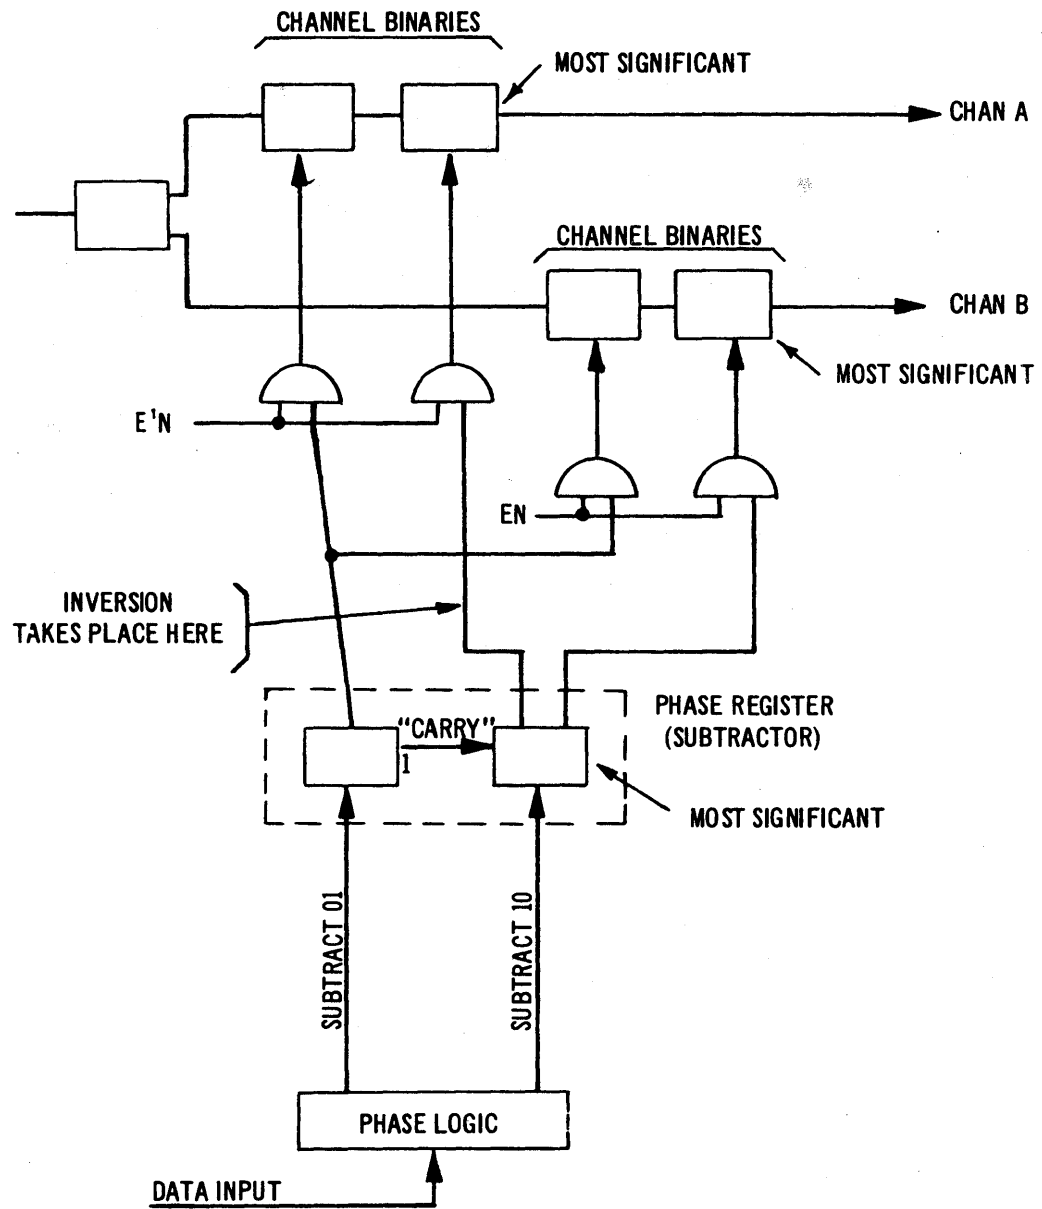 CHANNEL BINARIES
MOST SIGNIFICANT
CHAN A
CHANNEL BINARIES
CHAN B
MOST SIGNIFICANT
E'N
EN
INVERSION
TAKES PLACE HERE
PHASE REGISTER
(SUBTRACTOR)
"CARRY"
1
MOST SIGNIFICANT
SUBTRACT 01
SUBTRACT 10
PHASE LOGIC
DATA INPUT